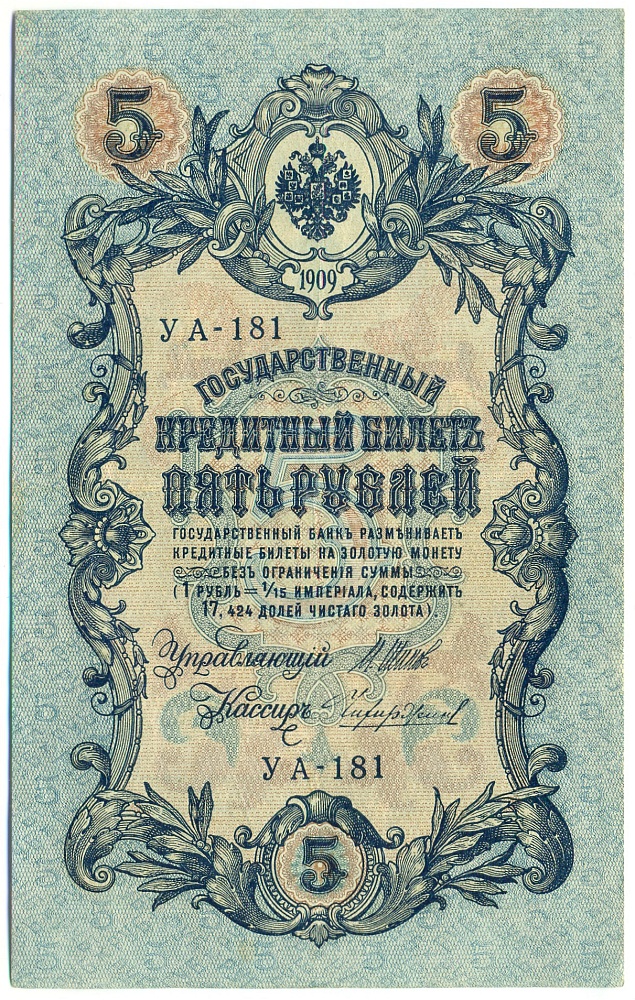 5 5
1909
УА-181
ГОСУДАРСТВЕННЫЙ
КРЕДИТНЫЙ БИЛЕТЪ
ПЯТЬ РУБЛЕЙ
ГОСУДАРСТВЕННЫЙ БАНКЪ РАЗМѢНИВАЕТЪ
КРЕДИТНЫЕ БИЛЕТЫ НА ЗОЛОТУЮ МОНЕТУ
БЕЗЪ ОГРАНИЧЕНІЯ СУММЫ
(1 РУБЛЬ = 1/15 ИМПЕРІАЛА, СОДЕРЖИТЪ
17,424 ДОЛЕЙ ЧИСТАГО ЗОЛОТА).
Управляющій
Кассиръ
УА-181
5